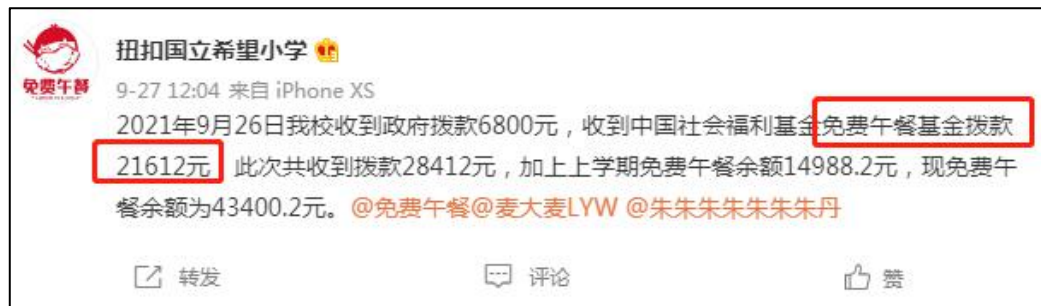 扭扣国立希望小学
免费午餐
9-27 12:04 来自 iPhone XS
2021年9月26日我校收到政府拨款6800元，收到中国社会福利基金免费午餐基金拨款
21612元 此次共收到拨款28412元，加上上学期免费午餐余额14988.2元，现免费午
餐余额为43400.2元。@免费午餐@麦大麦LYW @朱朱朱朱朱朱朱丹
转发
评论
赞